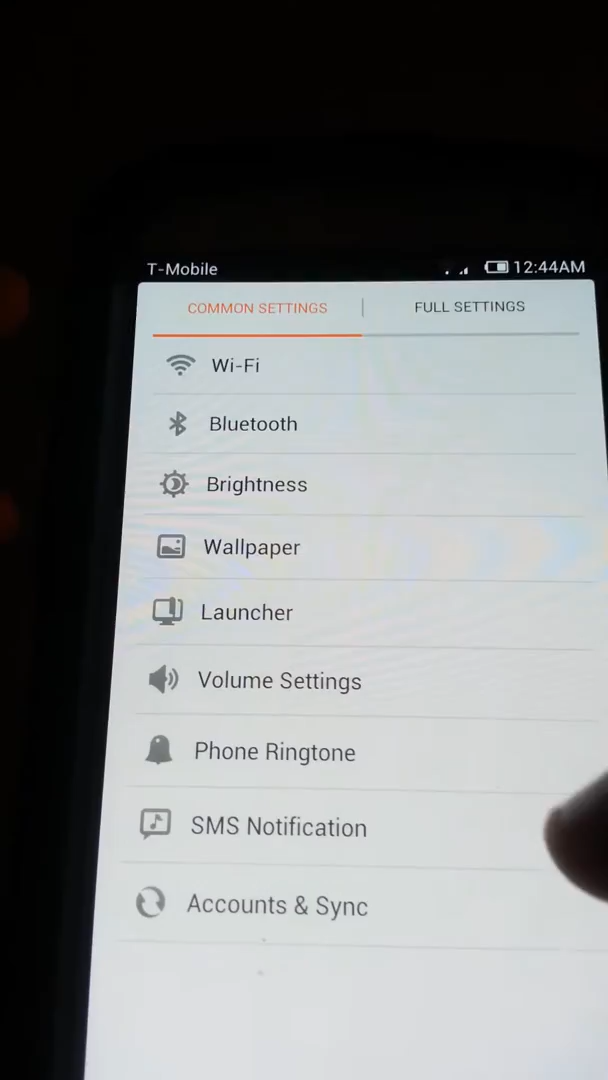 T-Mobile 12:44AM
COMMON SETTINGS FULL SETTINGS
Wi-Fi
Bluetooth
Brightness
Wallpaper
Launcher
Volume Settings
Phone Ringtone
SMS Notification
Accounts & Sync